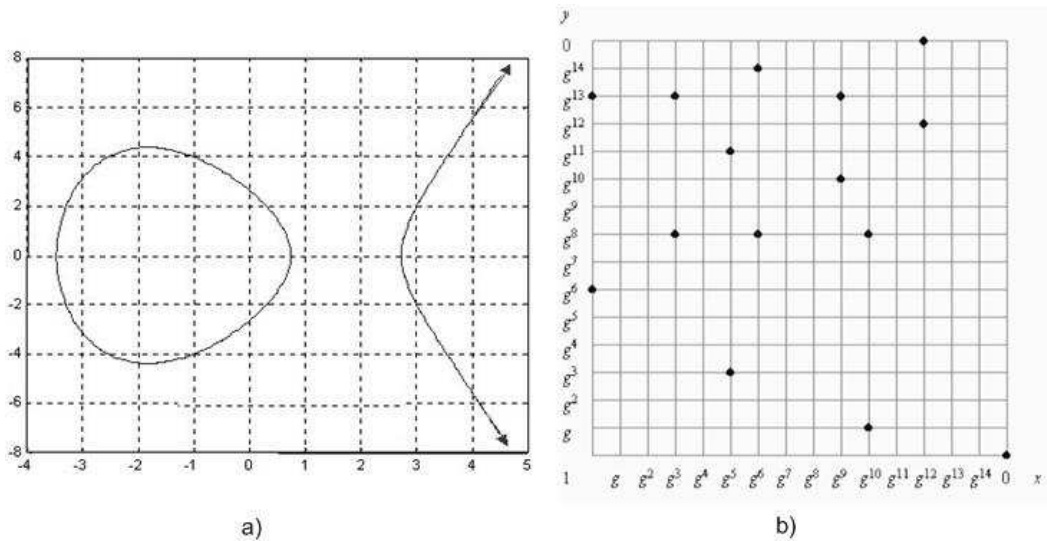 8
6
4
2
0
-2
-4
-6
-8
-4 -3 -2 -1 0 1 2 3 4 5
a)
y
0
g¹⁴
g¹³
g¹²
g¹¹
g¹⁰
g⁹
g⁸
g⁷
g⁶
g⁵
g⁴
g³
g²
g
1 g g² g³ g⁴ g⁵ g⁶ g⁷ g⁸ g⁹ g¹⁰ g¹¹ g¹² g¹³ g¹⁴ 0 x
b)